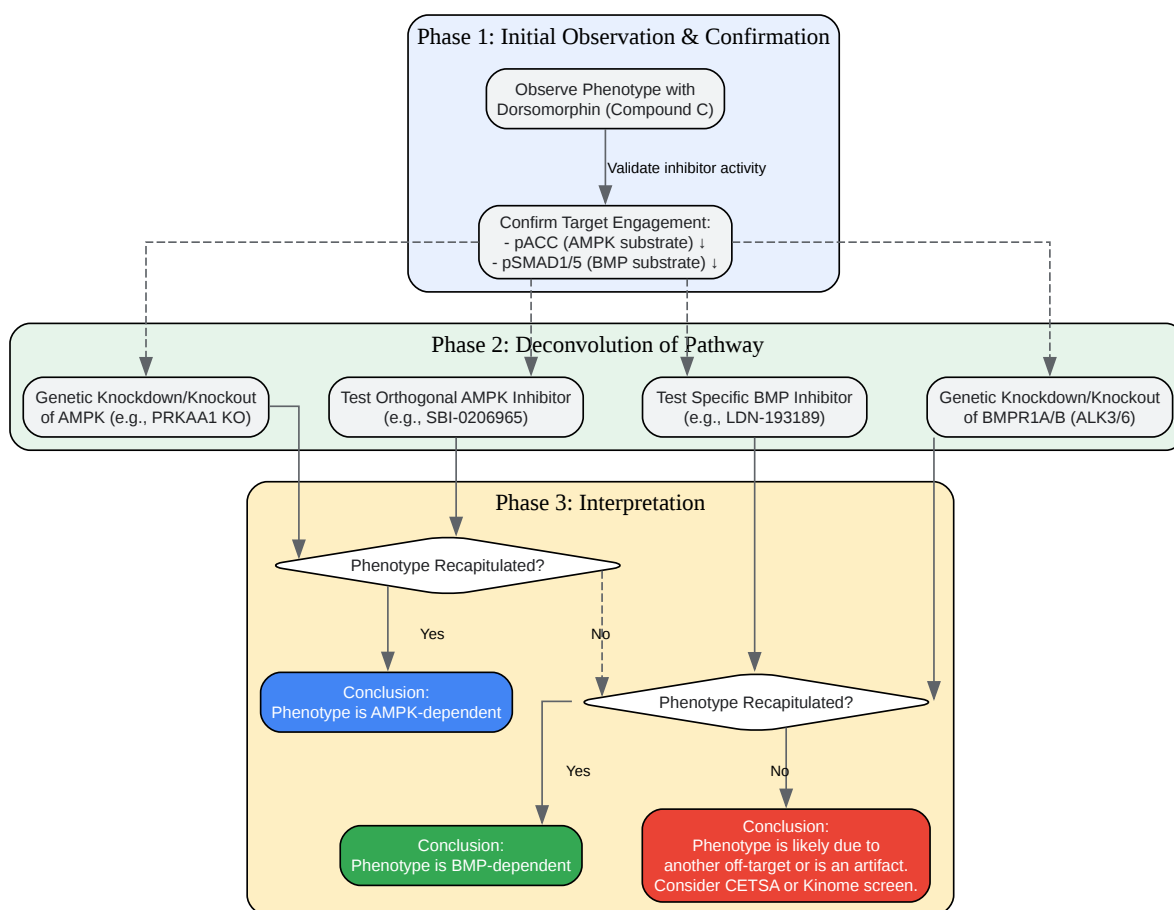 Phase 1: Initial Observation & Confirmation
Observe Phenotype with
Dorsomorphin (Compound C)
Validate inhibitor activity
Confirm Target Engagement:
- pACC (AMPK substrate) ↓
- pSMAD1/5 (BMP substrate) ↓
Phase 2: Deconvolution of Pathway
Genetic Knockdown/Knockout
of AMPK (e.g., PRKAA1 KO)
Test Orthogonal AMPK Inhibitor
(e.g., SBI-0206965)
Test Specific BMP Inhibitor
(e.g., LDN-193189)
Genetic Knockdown/Knockout
of BMPR1A/B (ALK3/6)
Phase 3: Interpretation
Phenotype Recapitulated?
Yes
No
Conclusion:
Phenotype is AMPK-dependent
Phenotype Recapitulated?
Yes
No
Conclusion:
Phenotype is BMP-dependent
Conclusion:
Phenotype is likely due to
another off-target or is an artifact.
Consider CETSA or Kinome screen.